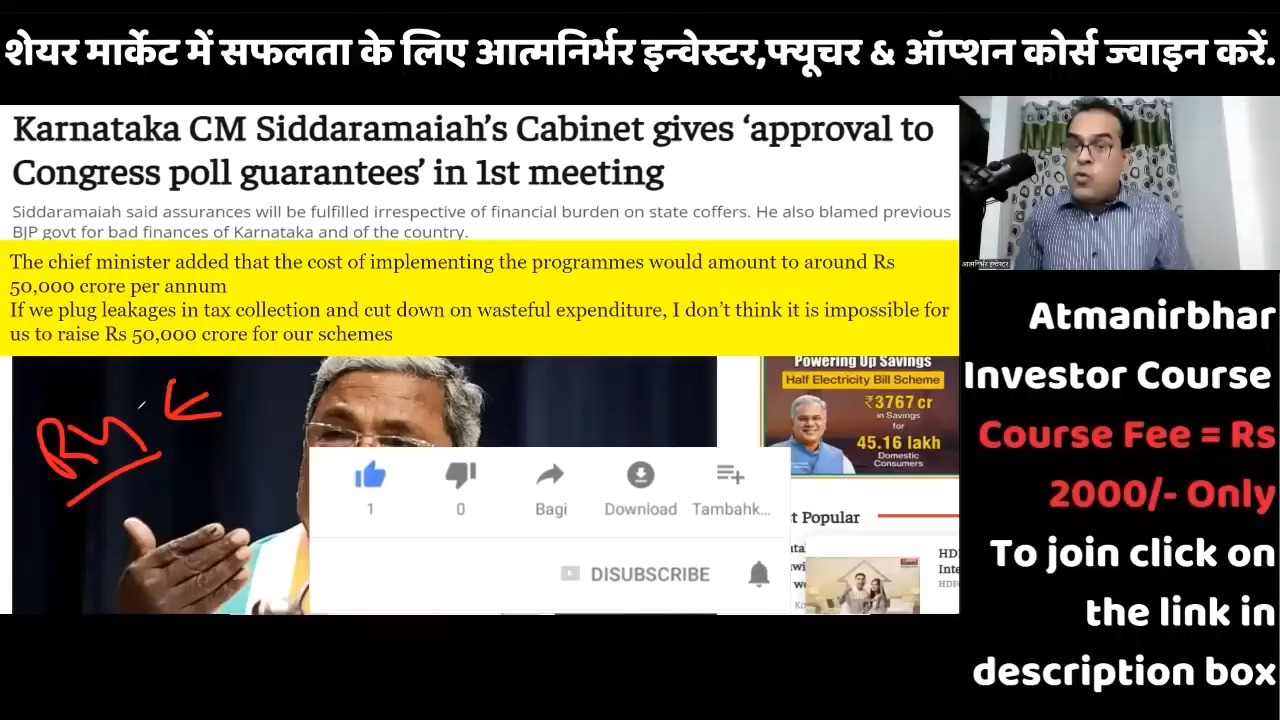 शेयर मार्केट में सफलता के लिए आत्मनिर्भर इन्वेस्टर,फ्यूचर & ऑप्शन कोर्स ज्वाइन करें.
Karnataka CM Siddaramaiah’s Cabinet gives ‘approval to
Congress poll guarantees’ in 1st meeting
Siddaramaiah said assurances will be fulfilled irrespective of financial burden on state coffers. He also blamed previous
BJP govt for bad finances of Karnataka and of the country.
The chief minister added that the cost of implementing the programmes would amount to around Rs
50,000 crore per annum
If we plug leakages in tax collection and cut down on wasteful expenditure, I don’t think it is impossible for
us to raise Rs 50,000 crore for our schemes
आत्मनिर्भर इन्वेस्टर
Atmanirbhar
Investor Course
Course Fee = Rs
2000/- Only
To join click on
the link in
description box
Powering Up Savings
Half Electricity Bill Scheme
₹3767 cr
in Savings
for
45.16 lakh
Domestic
Consumers
1
0
Bagi
Download
Tambahk...
DISUBSCRIBE
t Popular
HDF
Inte